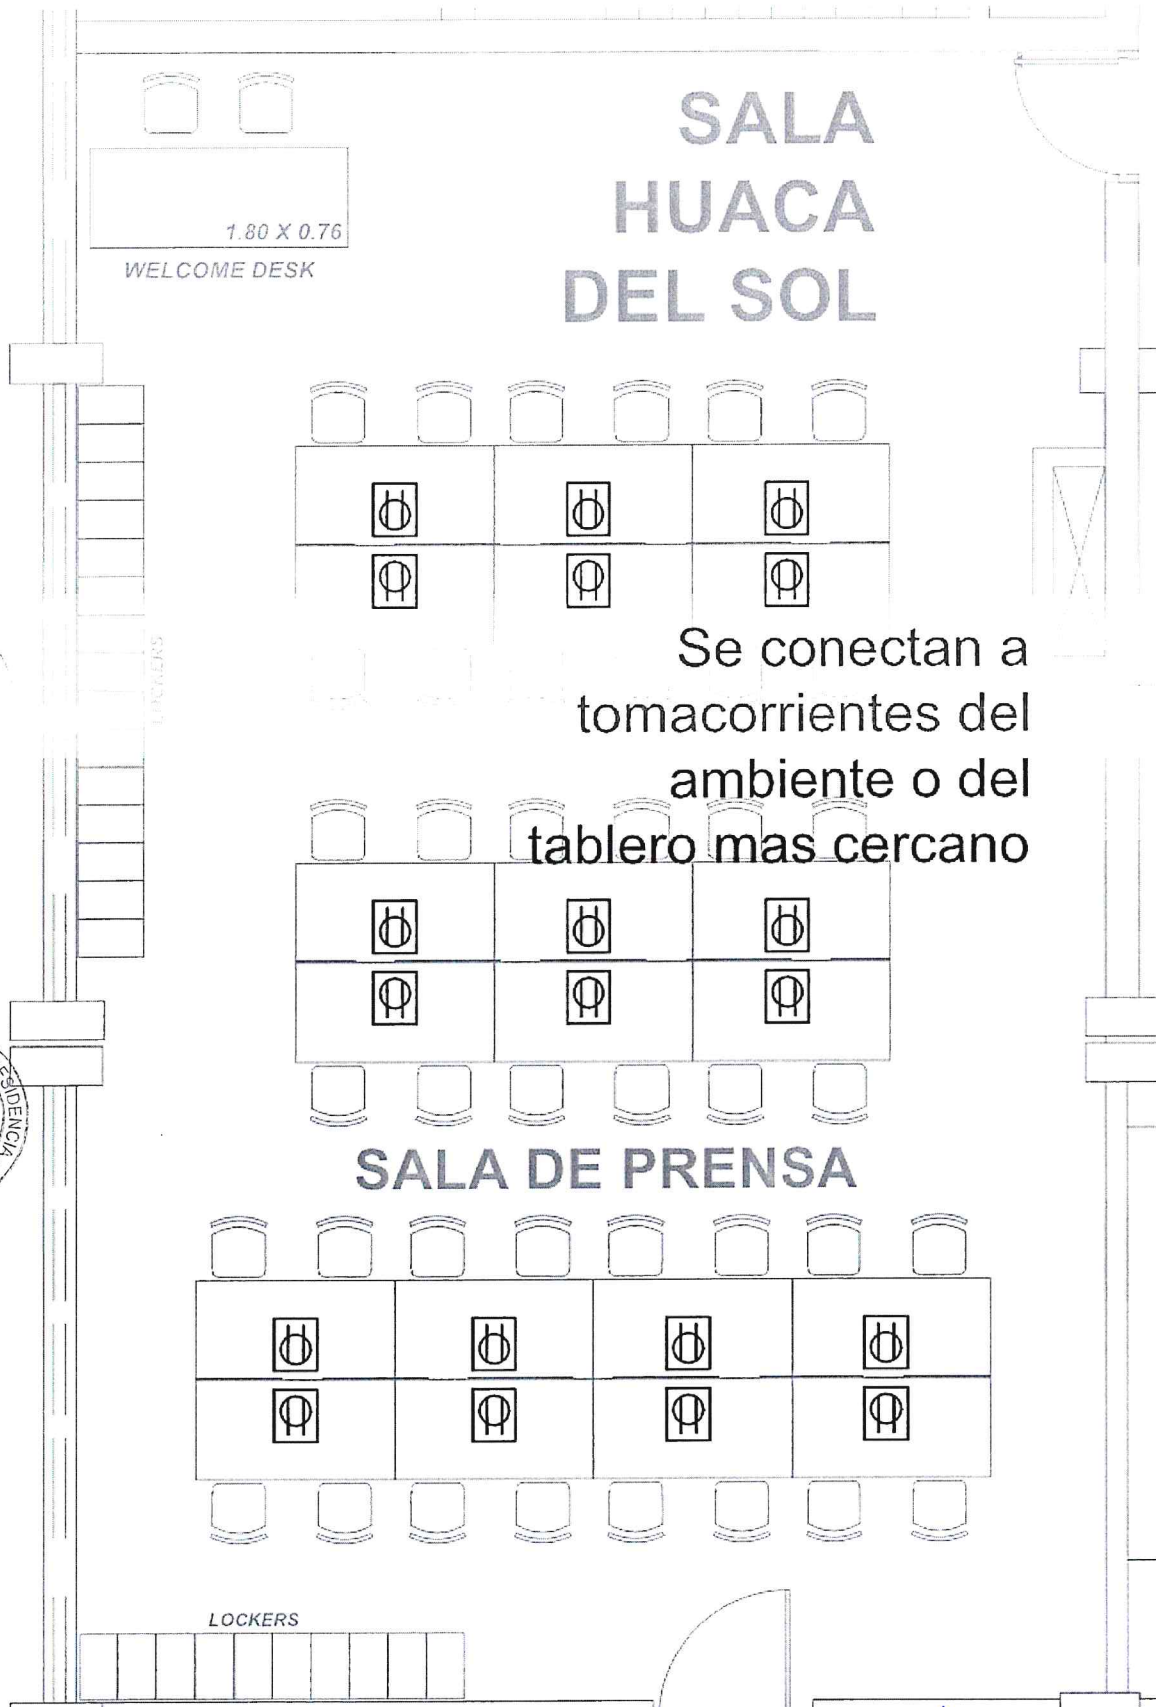 SALA
HUACA
DEL SOL
1.80 X 0.76
WELCOME DESK
LOCKERS
Se conectan a
tomacorrientes del
ambiente o del
tablero mas cercano
SALA DE PRENSA
LOCKERS